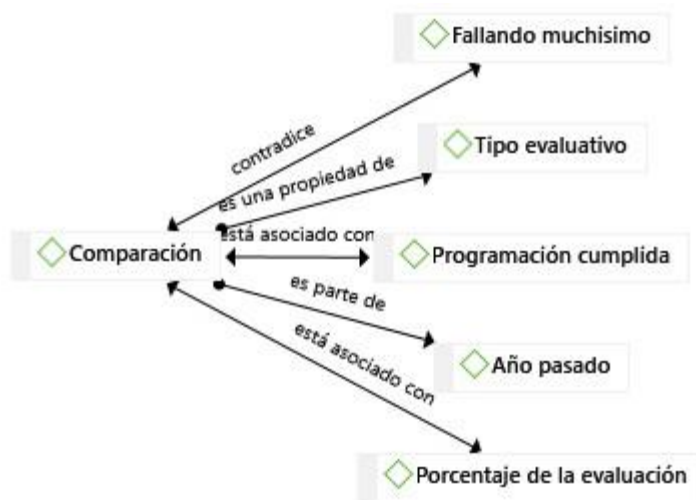 Fallando muchisimo
contradice
Tipo evaluativo
es una propiedad de
está asociado con
Comparación
Programación cumplida
es parte de
está asociado con
Año pasado
Porcentaje de la evaluación